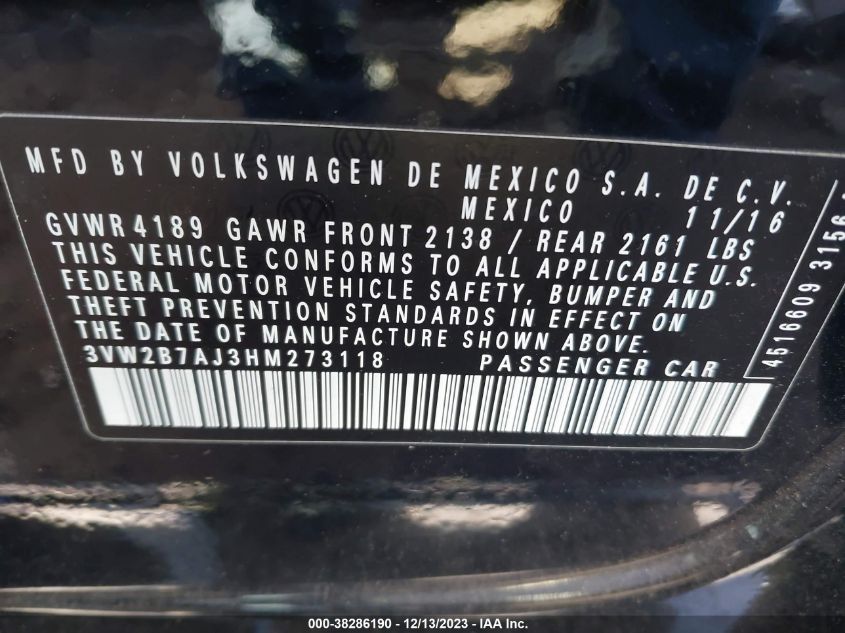 MFD BY VOLKSWAGEN DE MEXICO S.A. DE C.V.
MEXICO 11/16
GVWR 4189 GAWR FRONT 2138 / REAR 2161 LBS
THIS VEHICLE CONFORMS TO ALL APPLICABLE U.S.
FEDERAL MOTOR VEHICLE SAFETY, BUMPER AND
THEFT PREVENTION STANDARDS IN EFFECT ON
THE DATE OF MANUFACTURE SHOWN ABOVE.
3VW2B7AJ3HM273118 PASSENGER CAR
4516609 3156
000-38286190 - 12/13/2023 - IAA Inc.